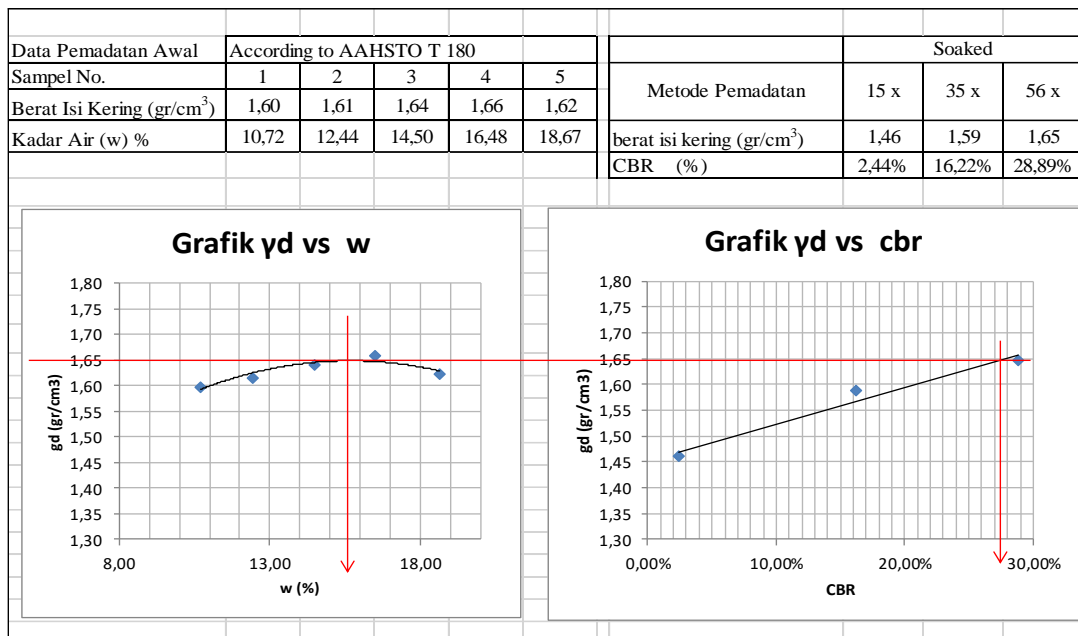 Data Pemadatan Awal According to AAHSTO T 180
Sampel No. 1 2 3 4 5
Berat Isi Kering (gr/cm³) 1,60 1,61 1,64 1,66 1,62
Kadar Air (w) % 10,72 12,44 14,50 16,48 18,67
Soaked
Metode Pemadatan 15 x 35 x 56 x
berat isi kering (gr/cm³) 1,46 1,59 1,65
CBR (%) 2,44% 16,22% 28,89%
Grafik γd vs w
1,80
1,75
1,70
1,65
1,60
1,55
1,50
1,45
1,40
1,35
1,30
gd (gr/cm3)
8,00 13,00 18,00
w (%)
Grafik γd vs cbr
1,80
1,75
1,70
1,65
1,60
1,55
1,50
1,45
1,40
1,35
1,30
gd (gr/cm3)
0,00% 10,00% 20,00% 30,00%
CBR